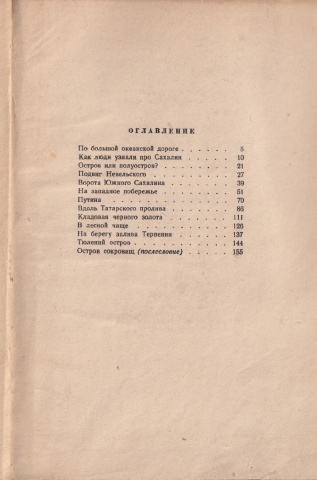 ОГЛАВЛЕНИЕ
По большой океанской дороге . . . . . . 5
Как люди узнали про Сахалин . . . . . . 10
Остров или полуостров? . . . . . . . 21
Подвиг Невельского . . . . . . . . 27
Ворота Южного Сахалина . . . . . . . 39
На западное побережье . . . . . . . 51
Путина . . . . . . . . . . . 70
Вдоль Татарского пролива . . . . . . . 86
Кладовая черного золота . . . . . . . 111
В лесной чаще . . . . . . . . . 126
На берегу залива Терпения . . . . . . 137
Тюлений остров . . . . . . . . . 144
Остров сокровищ (послесловие) . . . . . 155